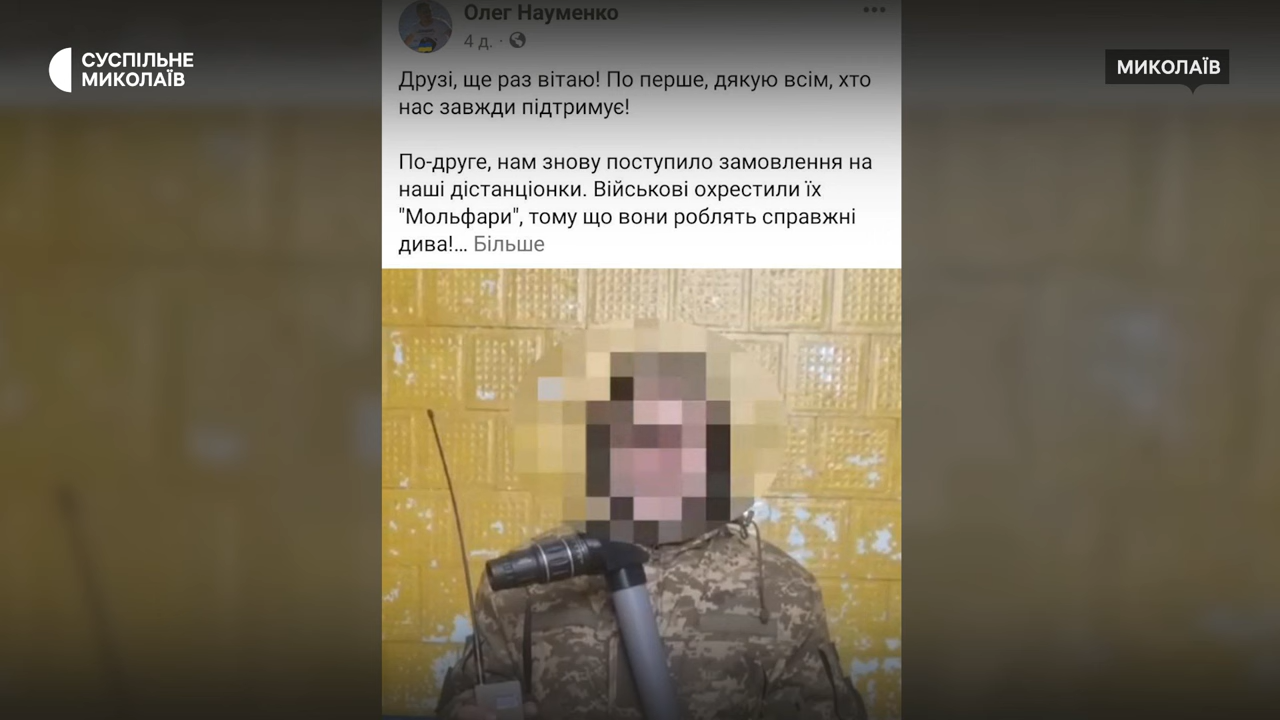 СУСПІЛЬНЕ
МИКОЛАЇВ
МИКОЛАЇВ
Олег Науменко
4 д. ·
Друзі, ще раз вітаю! По перше, дякую всім, хто
нас завжди підтримує!
По-друге, нам знову поступило замовлення на
наші дістанціонки. Військові охрестили їх
"Мольфари", тому що вони роблять справжні
дива!... Більше